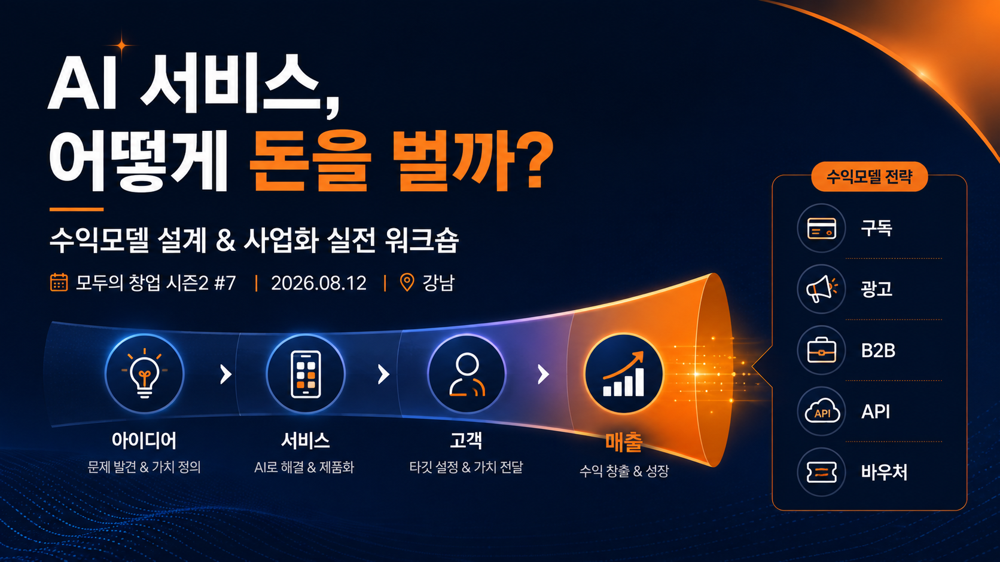 AI 서비스,
어떻게 돈을 벌까?
수익모델 설계 & 사업화 실전 워크숍
모두의 창업 시즌2 #7 | 2026.08.12 | 강남
아이디어
문제 발견 & 가치 정의
서비스
AI로 해결 & 제품화
고객
타깃 설정 & 가치 전달
매출
수익 창출 & 성장
수익모델 전략
구독
광고
B2B
API
API
바우처